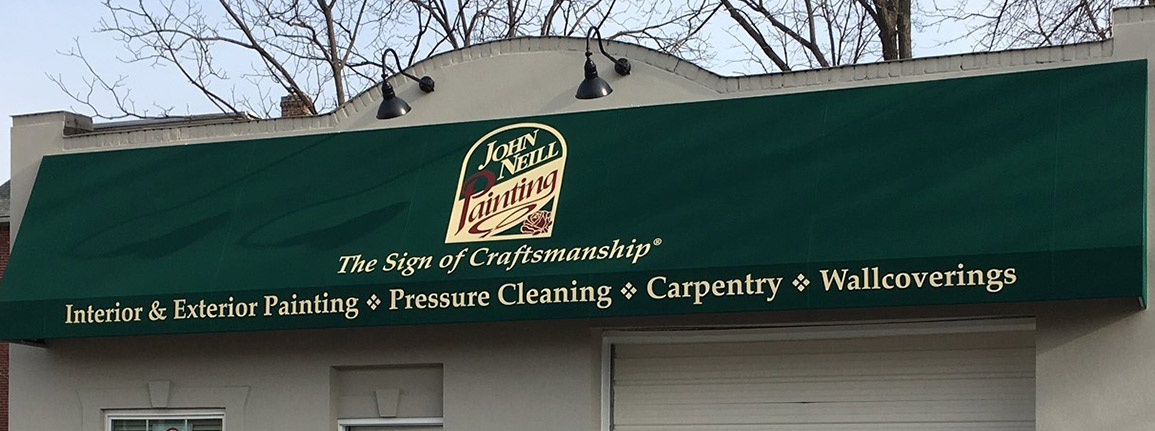 JOHN
NEILL
Painting
The Sign of Craftsmanship®
Interior & Exterior Painting ❖ Pressure Cleaning ❖ Carpentry ❖ Wallcoverings